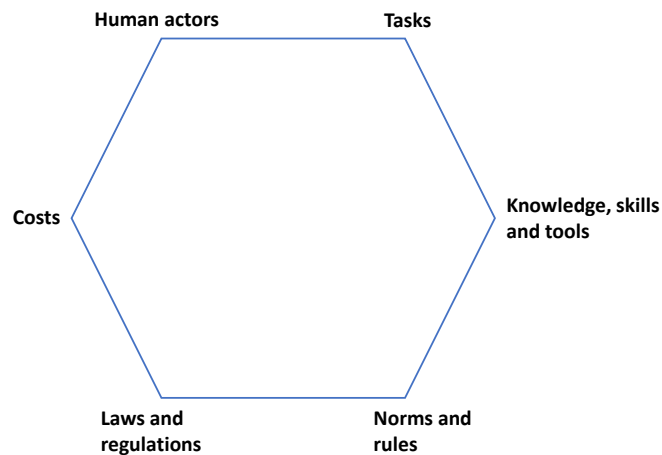 Human actors
Tasks
Costs
Knowledge, skills
and tools
Laws and
regulations
Norms and
rules